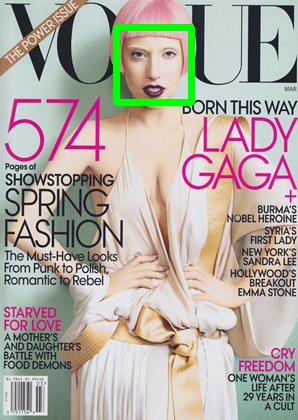 THE POWER ISSUE
VOGUE
MAR
574
Pages of
SHOWSTOPPING
SPRING
FASHION
The Must-Have Looks
From Punk to Polish,
Romantic to Rebel
STARVED
FOR LOVE
A MOTHER'S
AND DAUGHTER'S
BATTLE WITH
FOOD DEMONS
BORN THIS WAY
LADY
GAGA
+
BURMA'S
NOBEL HEROINE
SYRIA'S
FIRST LADY
NEW YORK'S
SANDRA LEE
HOLLYWOOD'S
BREAKOUT
EMMA STONE
CRY
FREEDOM
ONE WOMAN'S
LIFE AFTER
29 YEARS IN
A CULT